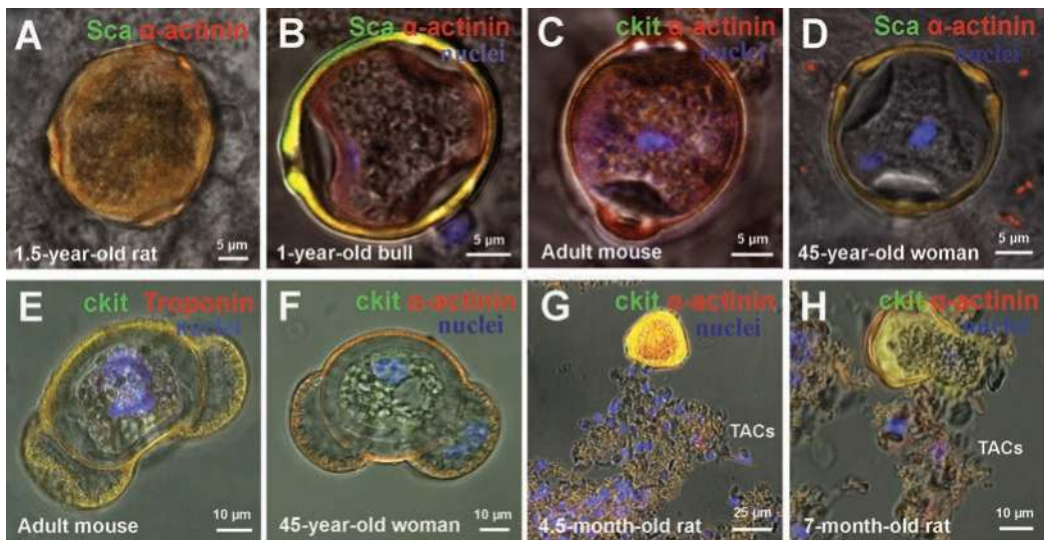 A Sca α-actinin
5 µm
1.5-year-old rat
B Sca α-actinin
nuclei
5 µm
1-year-old bull
C ckit α-actinin
nuclei
5 µm
Adult mouse
D Sca α-actinin
nuclei
5 µm
45-year-old woman
E ckit Troponin
nuclei
10 µm
Adult mouse
F ckit α-actinin
nuclei
10 µm
45-year-old woman
G ckit α-actinin
nuclei
TACs
25 µm
4.5-month-old rat
H ckit α-actinin
nuclei
TACs
10 µm
7-month-old rat